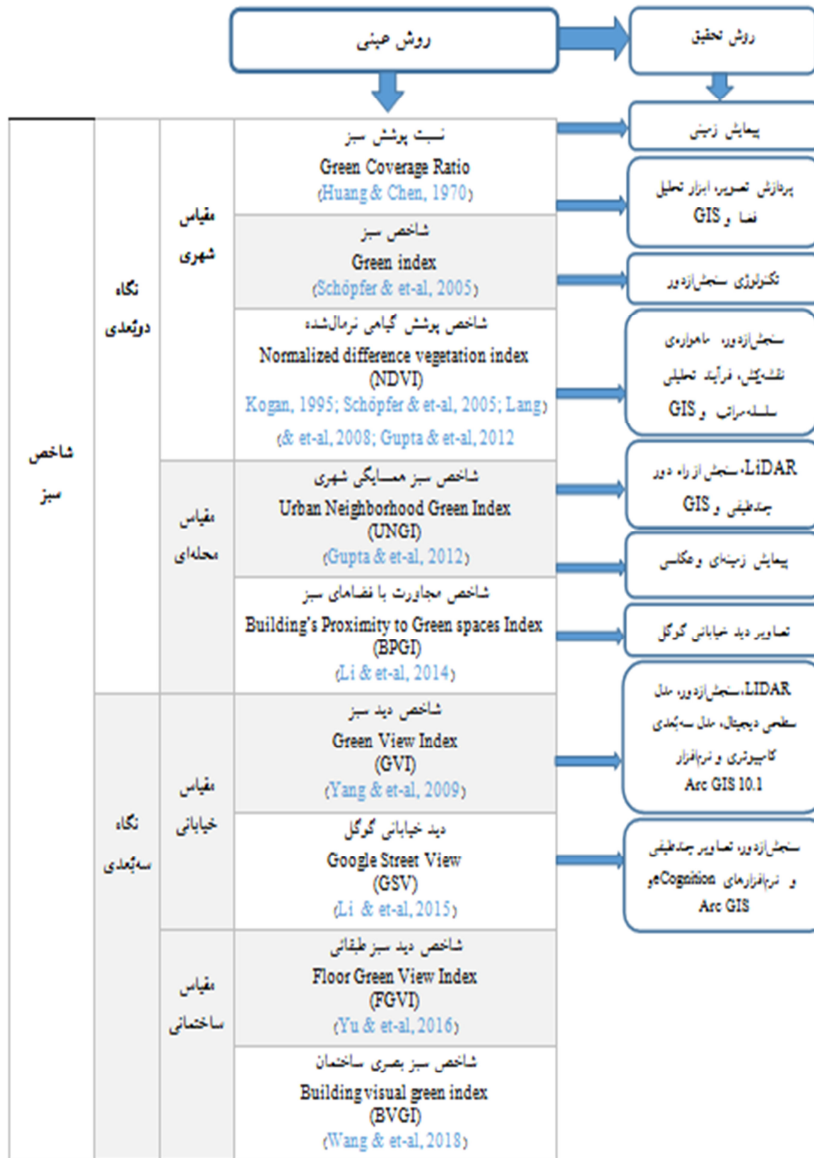 روش عینی
روش تحقیق
شاخص
سبز
نگاه
دوبُعدی
مقیاس
شهری
نسبت پوشش سبز
Green Coverage Ratio
(Huang & Chen, 1970)
شاخص سبز
Green index
(Schöpfer & et-al, 2005)
شاخص پوشش گیاهی نرمال‌شده
Normalized difference vegetation index
(NDVI)
Kogan, 1995; Schöpfer & et-al, 2005; Lang)
(& et-al, 2008; Gupta & et-al, 2012
مقیاس
محله‌ای
شاخص سبز همسایگی شهری
Urban Neighborhood Green Index
(UNGI)
(Gupta & et-al, 2012)
شاخص مجاورت با فضاهای سبز
Building's Proximity to Green spaces Index
(BPGI)
(Li & et-al, 2014)
نگاه
سه‌بُعدی
مقیاس
خیابانی
شاخص دید سبز
Green View Index
(GVI)
(Yang & et-al, 2009)
دید خیابانی گوگل
Google Street View
(GSV)
(Li & et-al, 2015)
مقیاس
ساختمانی
شاخص دید سبز طبقاتی
Floor Green View Index
(FGVI)
(Yu & et-al, 2016)
شاخص سبز بصری ساختمان
Building visual green index
(BVGI)
(Wang & et-al, 2018)
پیمایش زمینی
پردازش تصویر، ابزار تحلیل
فضا و GIS
تکنولوژی سنجش‌ازدور
سنجش‌ازدور، ماهواره‌ی
نقشه‌کش، فرآیند تحلیلی
سلسله‌مراتب و GIS
LiDAR، سنجش از راه دور
چندطیفی و GIS
پیمایش زمینه‌ای و عکاسی
تصاویر دید خیابانی گوگل
LIDAR، سنجش‌ازدور، مدل
سطحی دیجیتال، مدل سه‌بُعدی
کامپیوتری و نرم‌افزار
Arc GIS 10.1
سنجش‌ازدور، تصاویر چندطیفی
و نرم‌افزارهای eCognition و
Arc GIS